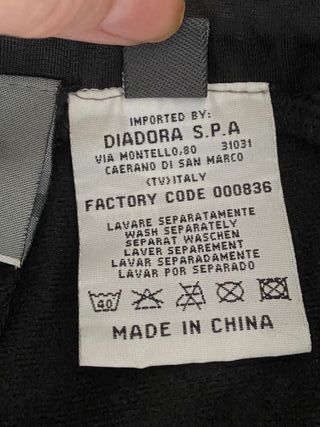 IMPORTED BY:
DIADORA S.P.A
VIA MONTELLO,80 31031
CAERANO DI SAN MARCO
(TV)ITALY
FACTORY CODE 000836
LAVARE SEPARATAMENTE
WASH SEPARATELY
SEPARAT WASCHEN
LAVER SEPAREMENT
LAVAR SEPARADAMENTE
LAVAR POR SEPARADO
40
MADE IN CHINA